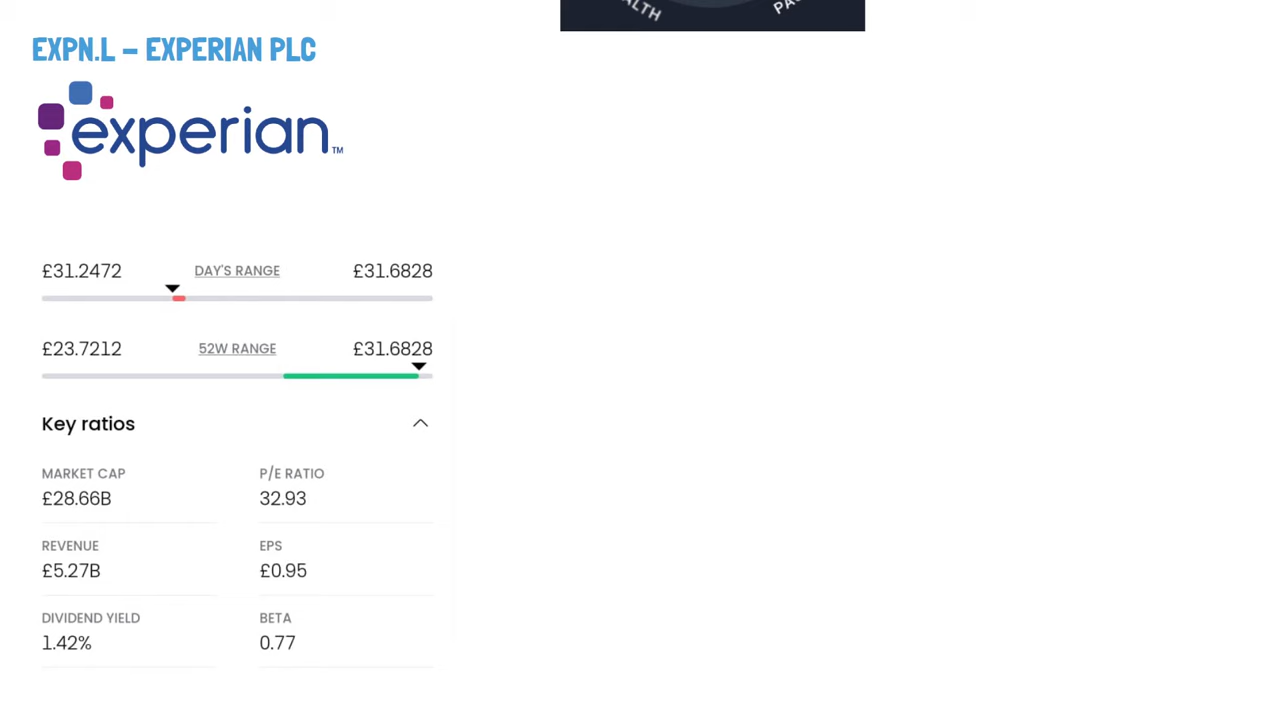 EXPN.L – EXPERIAN PLC
experian™
£31.2472 DAY'S RANGE £31.6828
£23.7212 52W RANGE £31.6828
Key ratios
MARKET CAP P/E RATIO
£28.66B 32.93
REVENUE EPS
£5.27B £0.95
DIVIDEND YIELD BETA
1.42% 0.77